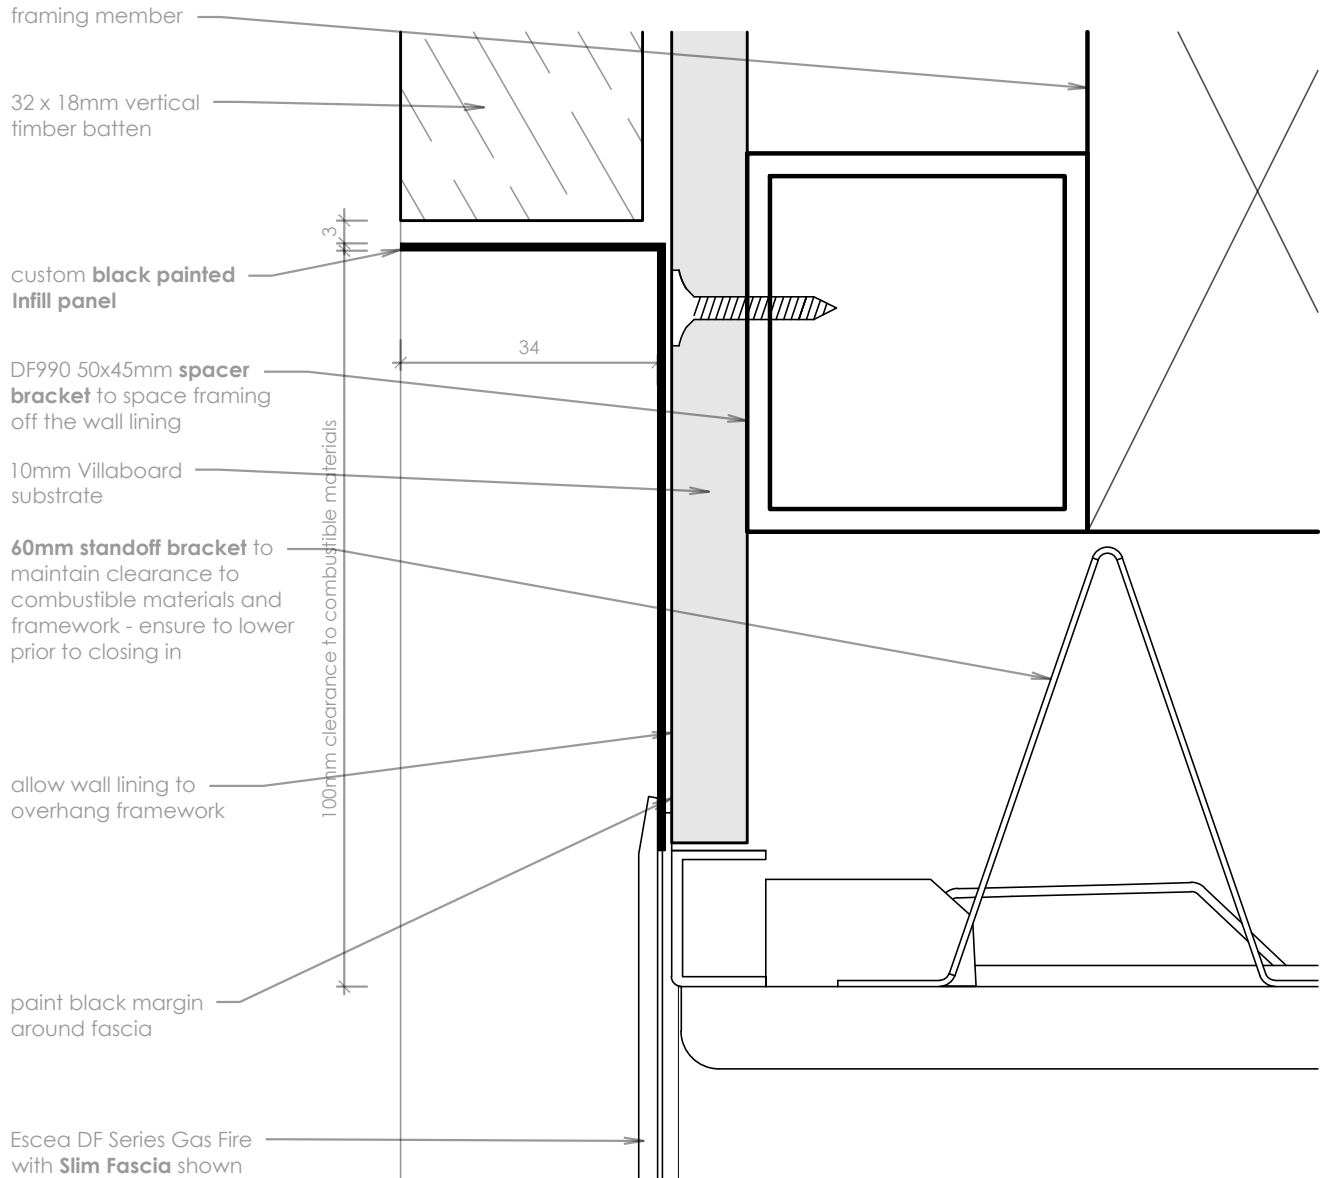 framing member
32 x 18mm vertical
timber batten
3
custom black painted
Infill panel
34
DF990 50x45mm spacer
bracket to space framing
off the wall lining
10mm Villaboard
substrate
60mm standoff bracket to
maintain clearance to
combustible materials and
framework - ensure to lower
prior to closing in
100mm clearance to combustible materials
allow wall lining to
overhang framework
paint black margin
around fascia
Escea DF Series Gas Fire
with Slim Fascia shown